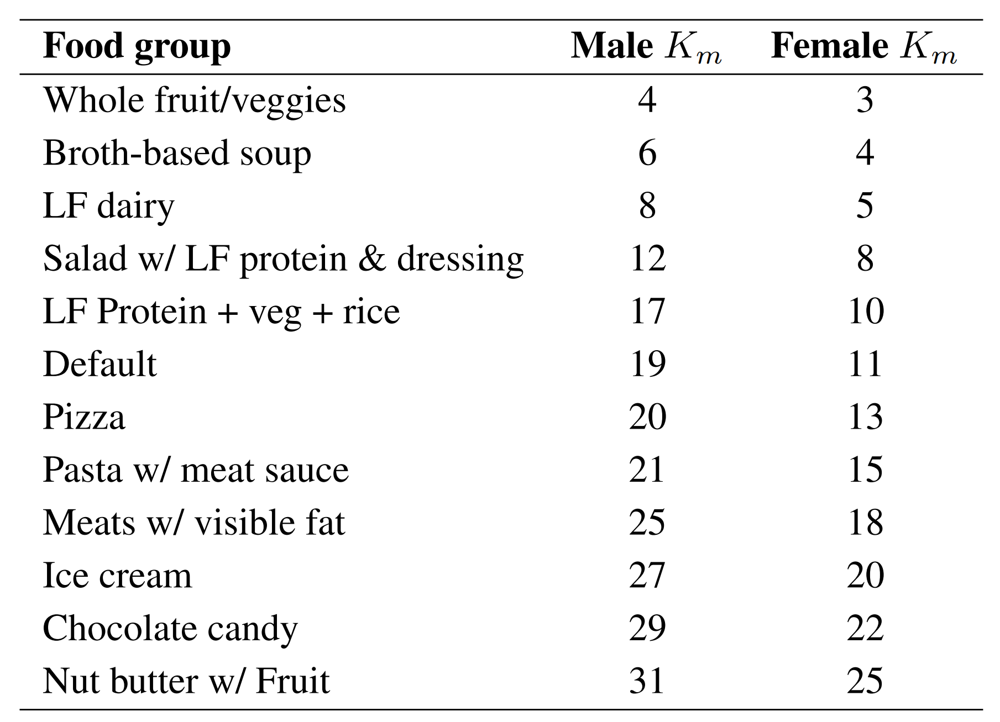 Food group Male K_m Female K_m
Whole fruit/veggies 4 3
Broth-based soup 6 4
LF dairy 8 5
Salad w/ LF protein & dressing 12 8
LF Protein + veg + rice 17 10
Default 19 11
Pizza 20 13
Pasta w/ meat sauce 21 15
Meats w/ visible fat 25 18
Ice cream 27 20
Chocolate candy 29 22
Nut butter w/ Fruit 31 25